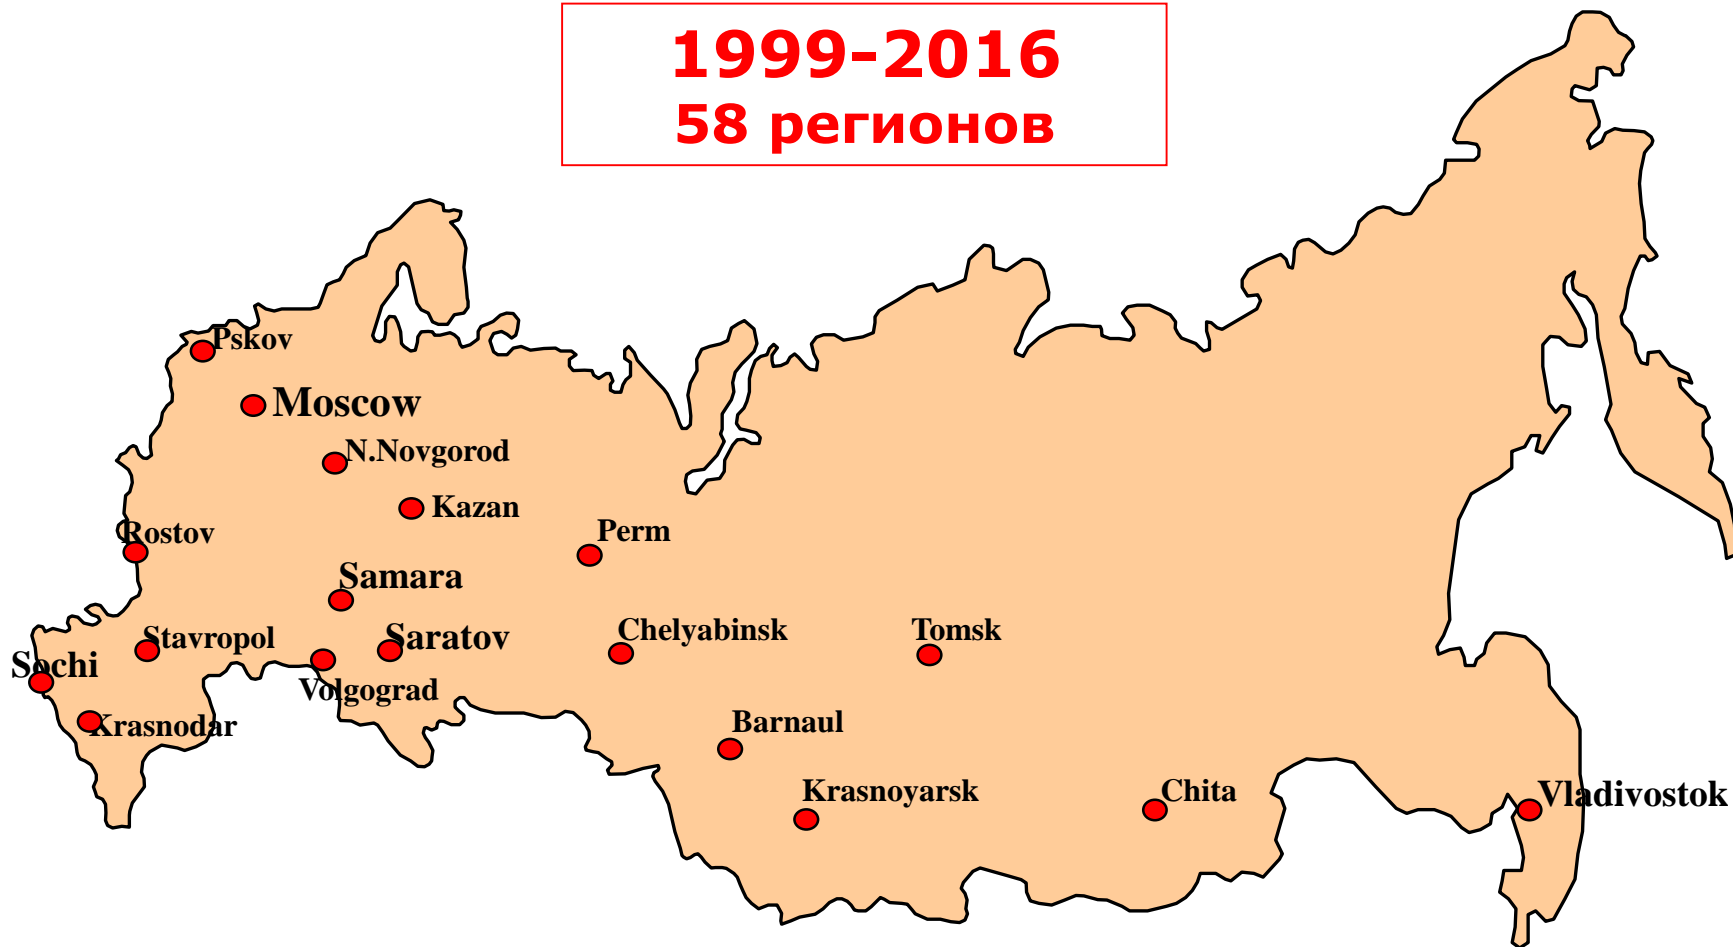 1999-2016
58 регионов
Pskov
Moscow
N.Novgorod
Kazan
Rostov
Perm
Samara
Stavropol
Saratov
Chelyabinsk
Tomsk
Sochi
Volgograd
Krasnodar
Barnaul
Krasnoyarsk
Chita
Vladivostok